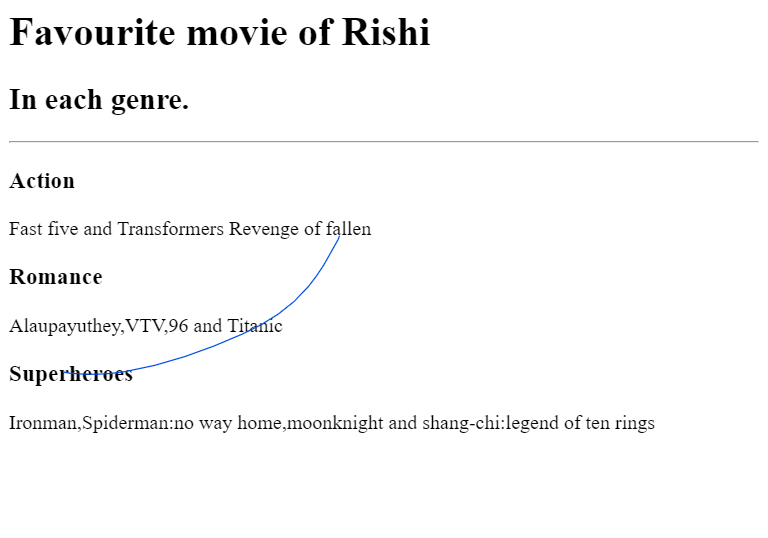 Favourite movie of Rishi
In each genre.
Action
Fast five and Transformers Revenge of fallen
Romance
Alaupayuthey,VTV,96 and Titanic
Superheroes
Ironman,Spiderman:no way home,moonknight and shang-chi:legend of ten rings